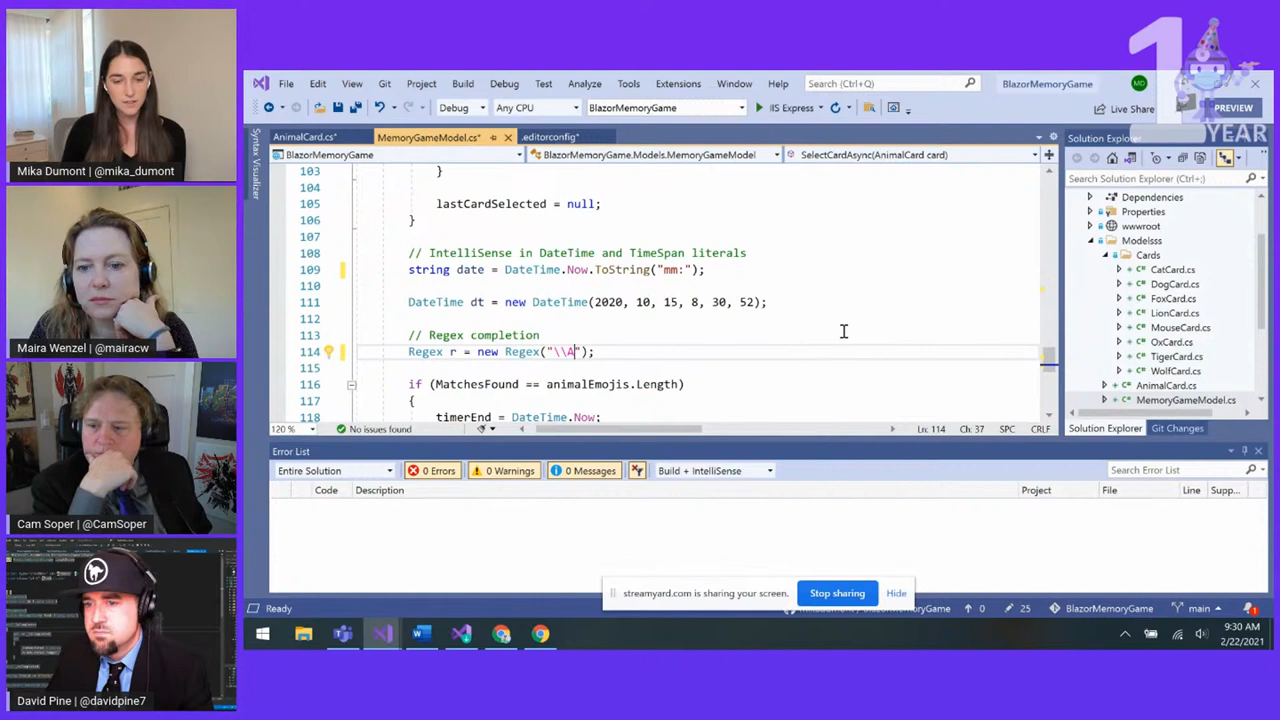 Mika Dumont | @mika_dumont
Maira Wenzel | @mairacw
Cam Soper | @CamSoper
David Pine | @davidpine7
1
YEAR
File Edit View Git Project Build Debug Test Analyze Tools Extensions Window Help Search (Ctrl+Q) BlazorMemoryGame MD
Debug Any CPU BlazorMemoryGame IIS Express Live Share PREVIEW
Syntax Visualizer
AnimalCard.cs* MemoryGameModel.cs* .editorconfig*
BlazorMemoryGame BlazorMemoryGame.Models.MemoryGameModel SelectCardAsync(AnimalCard card)
103 }
104
105 lastCardSelected = null;
106 }
107
108 // IntelliSense in DateTime and TimeSpan literals
109 string date = DateTime.Now.ToString("mm:");
110
111 DateTime dt = new DateTime(2020, 10, 15, 8, 30, 52);
112
113 // Regex completion
114 Regex r = new Regex("\\A");
116 if (MatchesFound == animalEmojis.Length)
117 {
118 timerEnd = DateTime.Now;
120 % No issues found Ln: 114 Ch: 37 SPC CRLF
Solution Explorer
Search Solution Explorer (Ctrl+;)
Dependencies
Properties
wwwroot
Modelsss
Cards
CatCard.cs
DogCard.cs
FoxCard.cs
LionCard.cs
MouseCard.cs
TigerCard.cs
WolfCard.cs
AnimalCard.cs
MemoryGameModel.cs
Solution Explorer Git Changes
Error List
Entire Solution 0 Errors 0 Warnings 0 Messages Build + IntelliSense Search Error List
Code Description Project File Line Supp...
streamyard.com is sharing your screen. Stop sharing Hide
Ready 0 25 BlazorMemoryGame main 1
9:30 AM
2/22/2021